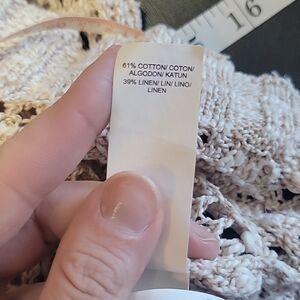 16
61% COTTON/ COTON/
ALGODON/ KATUN
39% LINEN/ LIN/ LINO/
LINEN